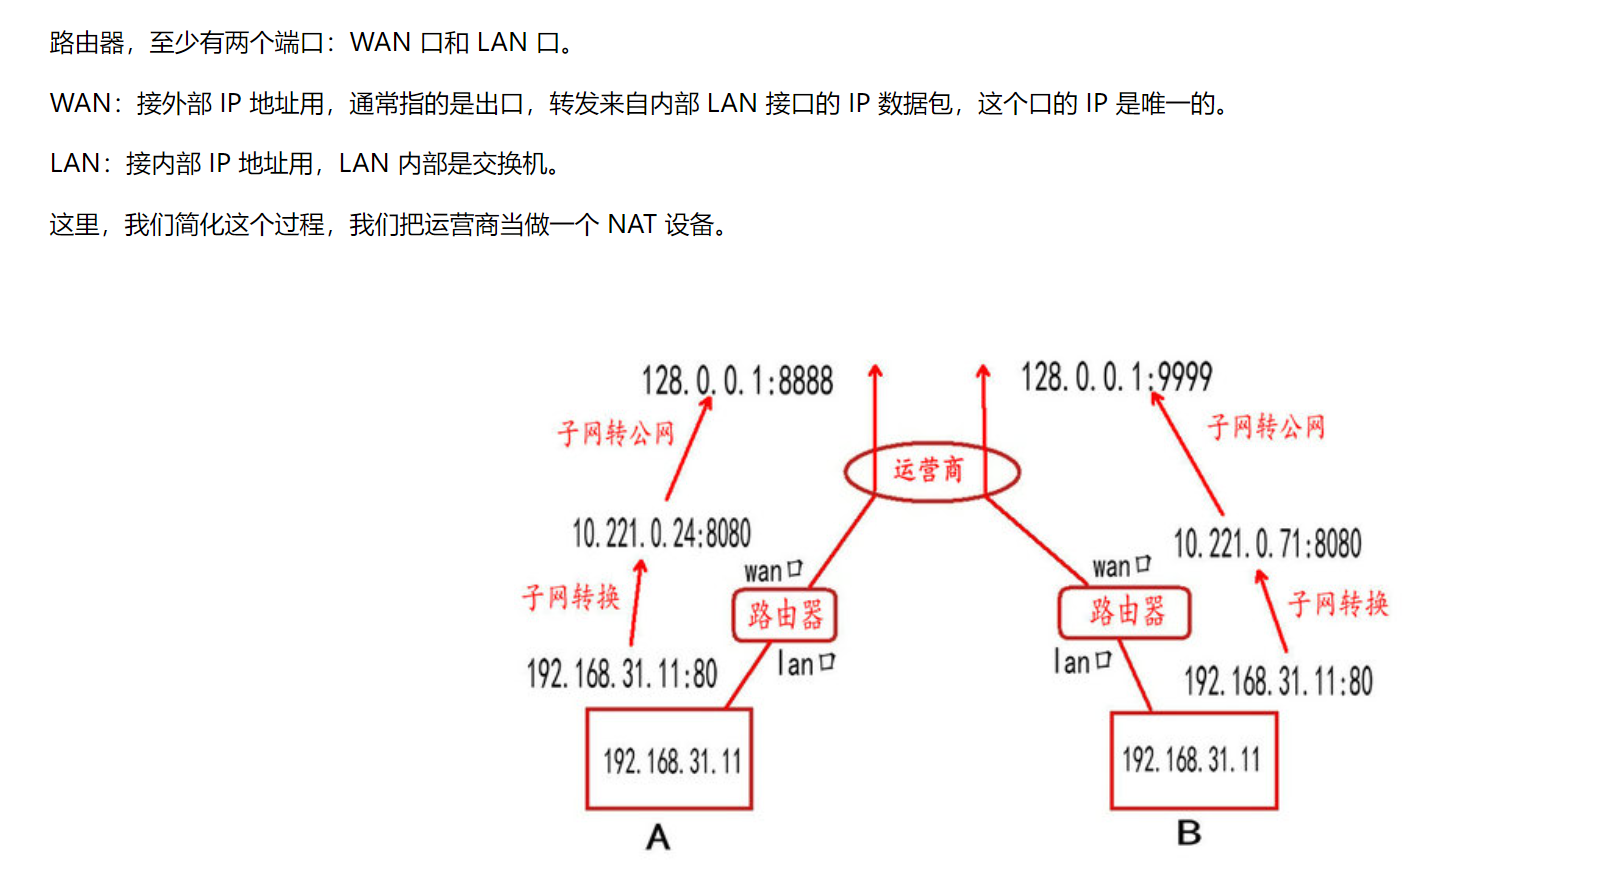 路由器，至少有两个端口：WAN 口和 LAN 口。
WAN：接外部 IP 地址用，通常指的是出口，转发来自内部 LAN 接口的 IP 数据包，这个口的 IP 是唯一的。
LAN：接内部 IP 地址用，LAN 内部是交换机。
这里，我们简化这个过程，我们把运营商当做一个 NAT 设备。
128.0.0.1:8888
128.0.0.1:9999
子网转公网
子网转公网
运营商
10.221.0.24:8080
10.221.0.71:8080
wan口
wan口
子网转换
路由器
路由器
子网转换
lan口
lan口
192.168.31.11:80
192.168.31.11:80
192.168.31.11
192.168.31.11
A
B